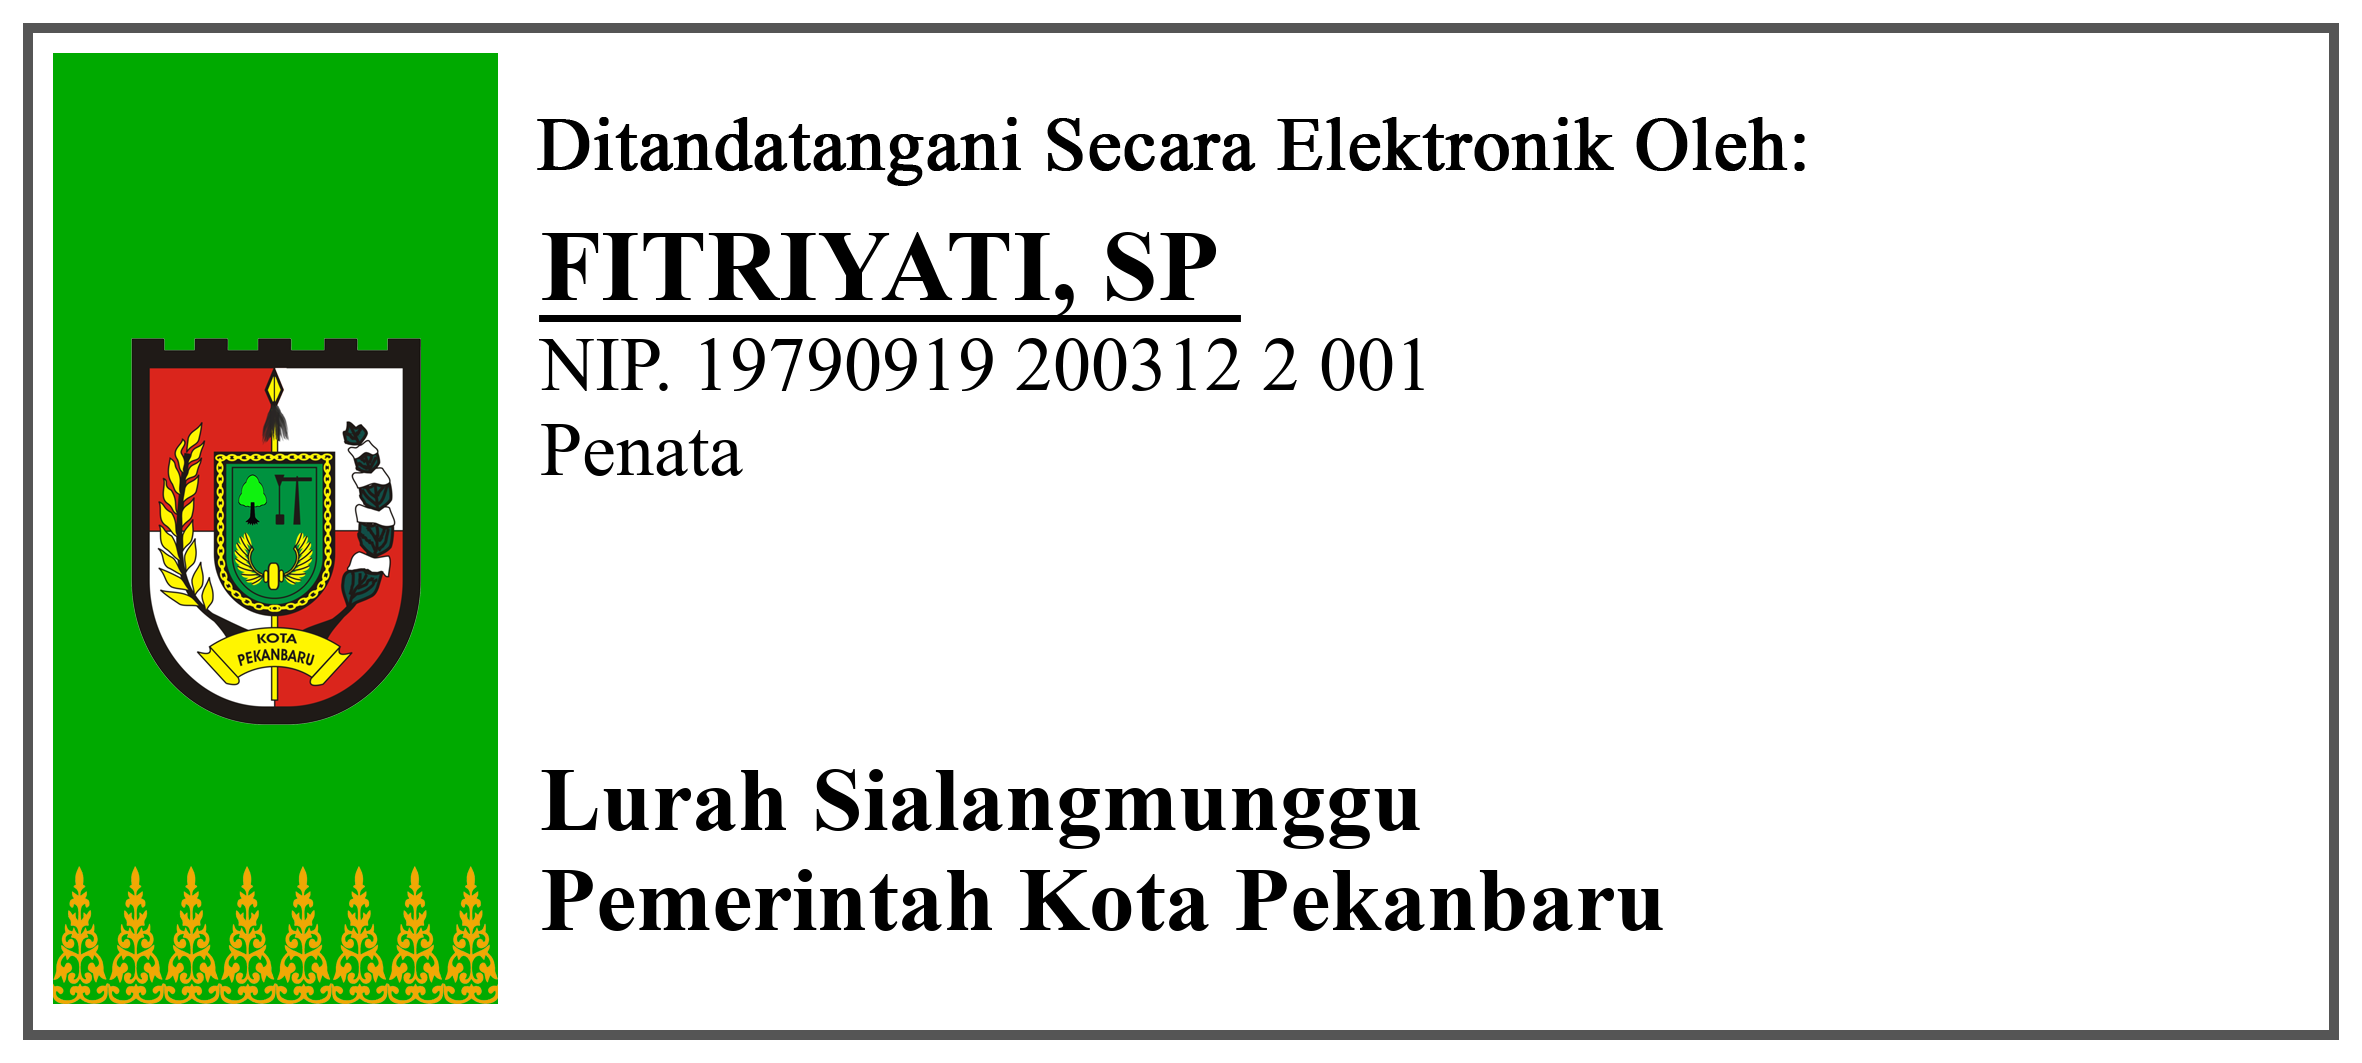 Ditandatangani Secara Elektronik Oleh:
FITRIYATI, SP
NIP. 19790919 200312 2 001
Penata
KOTA
PEKANBARU
Lurah Sialangmunggu
Pemerintah Kota Pekanbaru